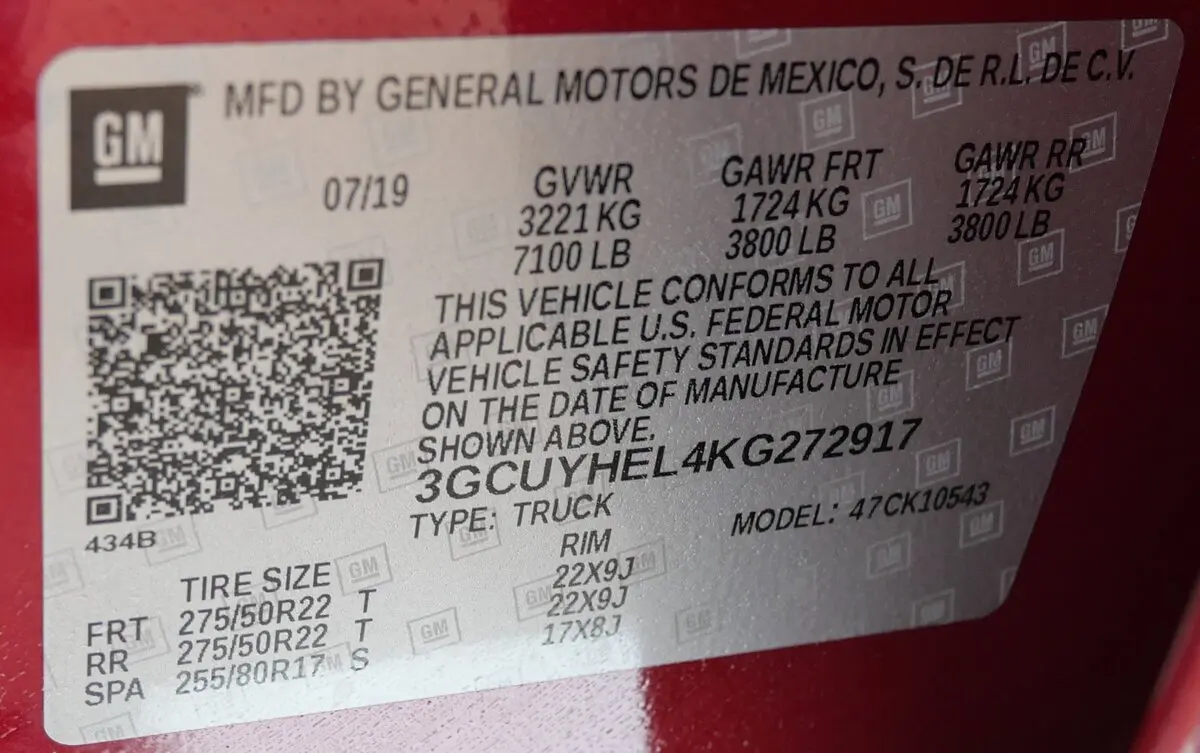 GM
MFD BY GENERAL MOTORS DE MEXICO, S. DE R.L. DE C.V.
07/19 GVWR GAWR FRT GAWR RR
3221 KG 1724 KG 1724 KG
7100 LB 3800 LB 3800 LB
THIS VEHICLE CONFORMS TO ALL
APPLICABLE U.S. FEDERAL MOTOR
VEHICLE SAFETY STANDARDS IN EFFECT
ON THE DATE OF MANUFACTURE
SHOWN ABOVE.
3GCUYHEL4KG272917
TYPE: TRUCK MODEL: 47CK10543
434B
TIRE SIZE RIM
FRT 275/50R22 T 22X9J
RR 275/50R22 T 22X9J
SPA 255/80R17 S 17X8J